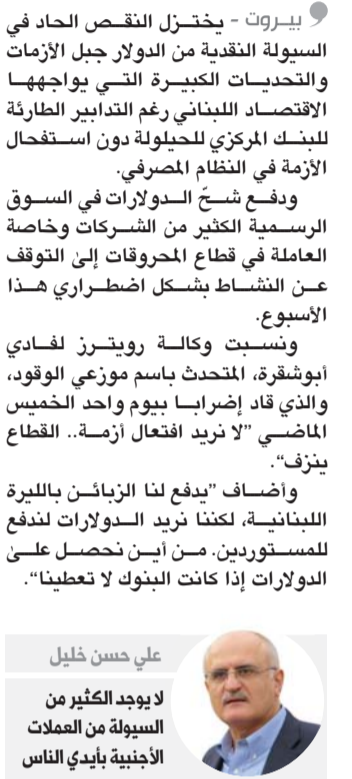 بيروت - يختزل النقص الحاد في
السيولة النقدية من الدولار جبل الأزمات
والتحديات الكبيرة التي يواجهها
الاقتصاد اللبناني رغم التدابير الطارئة
للبنك المركزي للحيلولة دون استفحال
الأزمة في النظام المصرفي.
ودفع شحّ الدولارات في السوق
الرسمية الكثير من الشركات وخاصة
العاملة في قطاع المحروقات إلى التوقف
عن النشاط بشكل اضطراري هذا
الأسبوع.
ونسبت وكالة رويترز لفادي
أبوشقرة، المتحدث باسم موزعي الوقود،
والذي قاد إضرابا بيوم واحد الخميس
الماضي ”لا نريد افتعال أزمة.. القطاع
ينزف“.
وأضاف ”يدفع لنا الزبائن بالليرة
اللبنانية، لكننا نريد الدولارات لندفع
للمستوردين. من أين نحصل على
الدولارات إذا كانت البنوك لا تعطينا“.
علي حسن خليل
لا يوجد الكثير من
السيولة من العملات
الأجنبية بأيدي الناس